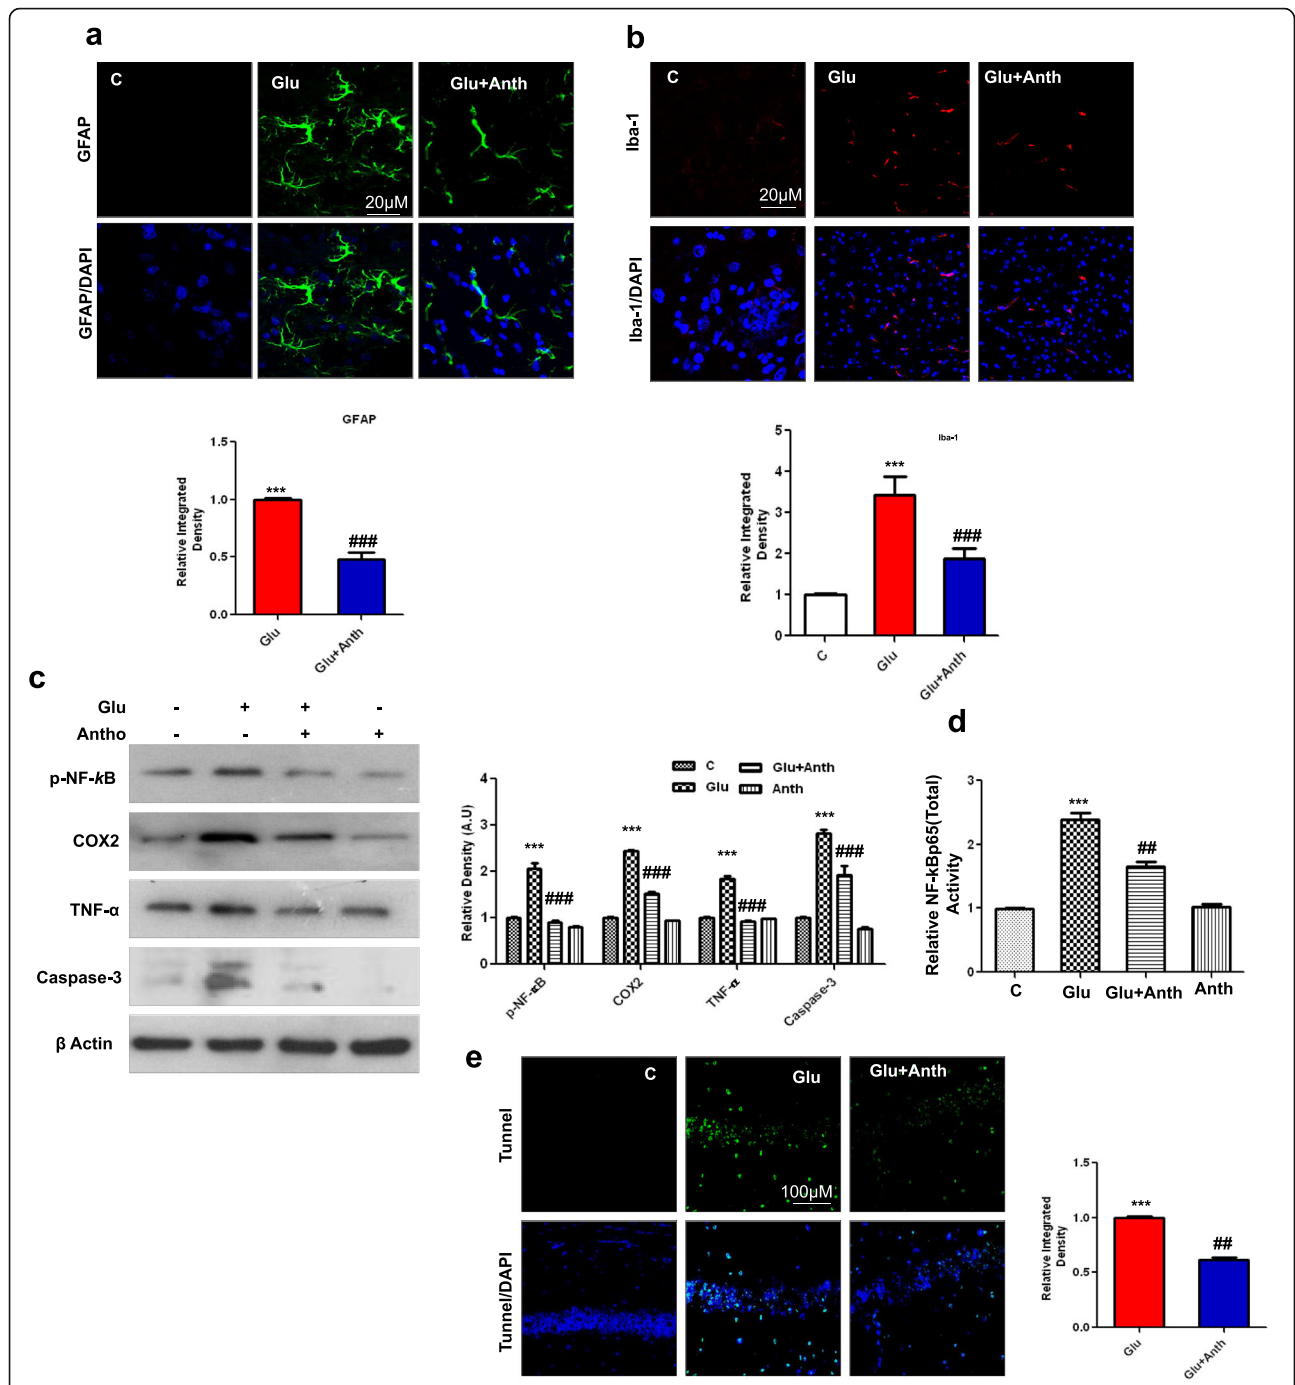 a
C
Glu
Glu+Anth
GFAP
20µM
GFAP/DAPI
GFAP
Relative Integrated
Density
1.5
1.0
0.5
0.0
***
###
Glu
Glu+Anth
b
C
Glu
Glu+Anth
Iba-1
20µM
Iba-1/DAPI
Iba-1
Relative Integrated
Density
5
4
3
2
1
0
***
###
C
Glu
Glu+Anth
c
Glu - + + -
Antho - - + +
p-NF-kB
COX2
TNF-α
Caspase-3
β Actin
C
Glu+Anth
Glu
Anth
Relative Density (A.U)
4
3
2
1
0
***
###
***
###
***
###
***
###
p-NF-κB
COX2
TNF-α
Caspase-3
d
Relative NF-kBp65(Total)
Activity
3
2
1
0
***
##
C
Glu
Glu+Anth
Anth
e
C
Glu
Glu+Anth
Tunnel
100µM
Tunnel/DAPI
Relative Integrated
Density
1.5
1.0
0.5
0.0
***
##
Glu
Glu+Anth